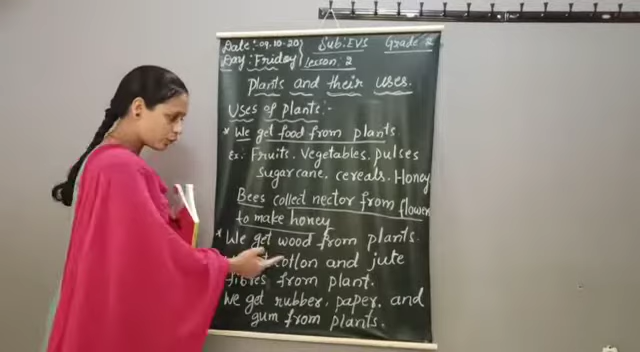 Date:-09.10.20 Sub:EVS Grade-2
Day:Friday lesson.2
Plants and their uses.
Uses of plants:-
* We get food from plants
Ex: Fruits. Vegetables. pulses
Sugarcane. cereals. Honey
Bees collect nector from flower
to make honey
* We get wood from plants.
cotton and jute
fibres from plant.
We get rubber, paper, and
gum from plants.